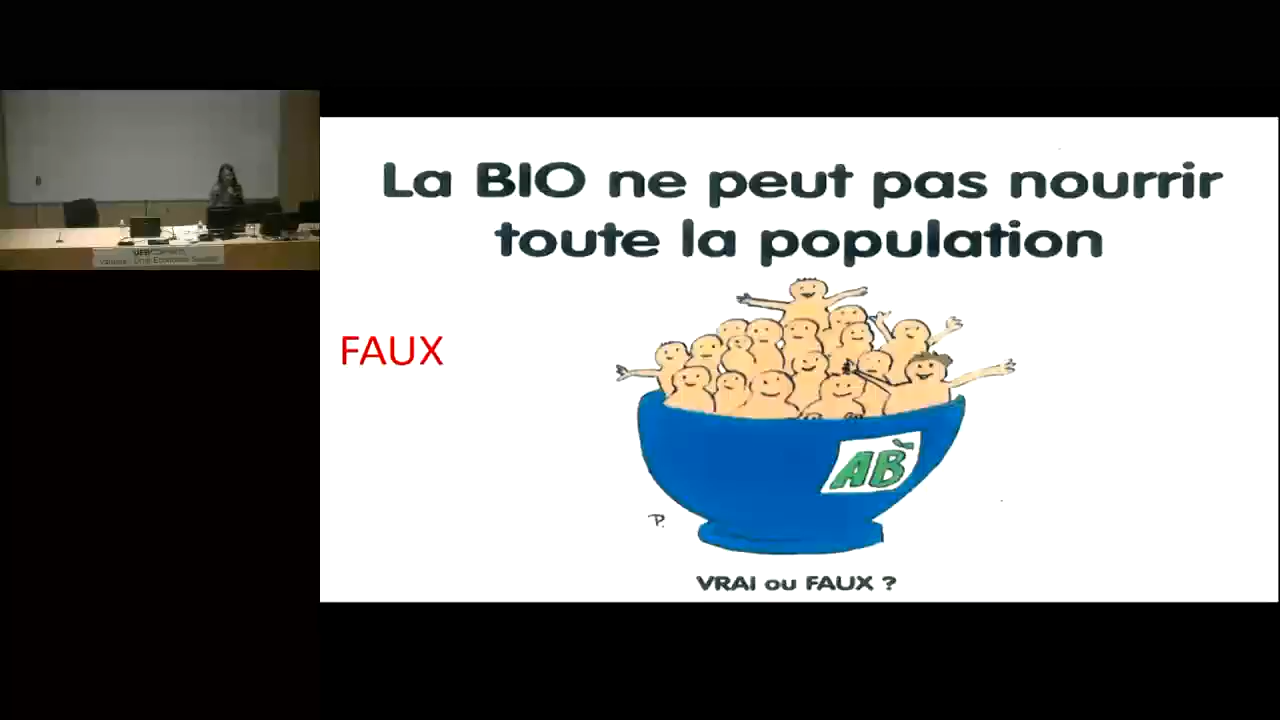 La BIO ne peut pas nourrir
toute la population
FAUX
AB
P.
VRAI ou FAUX ?